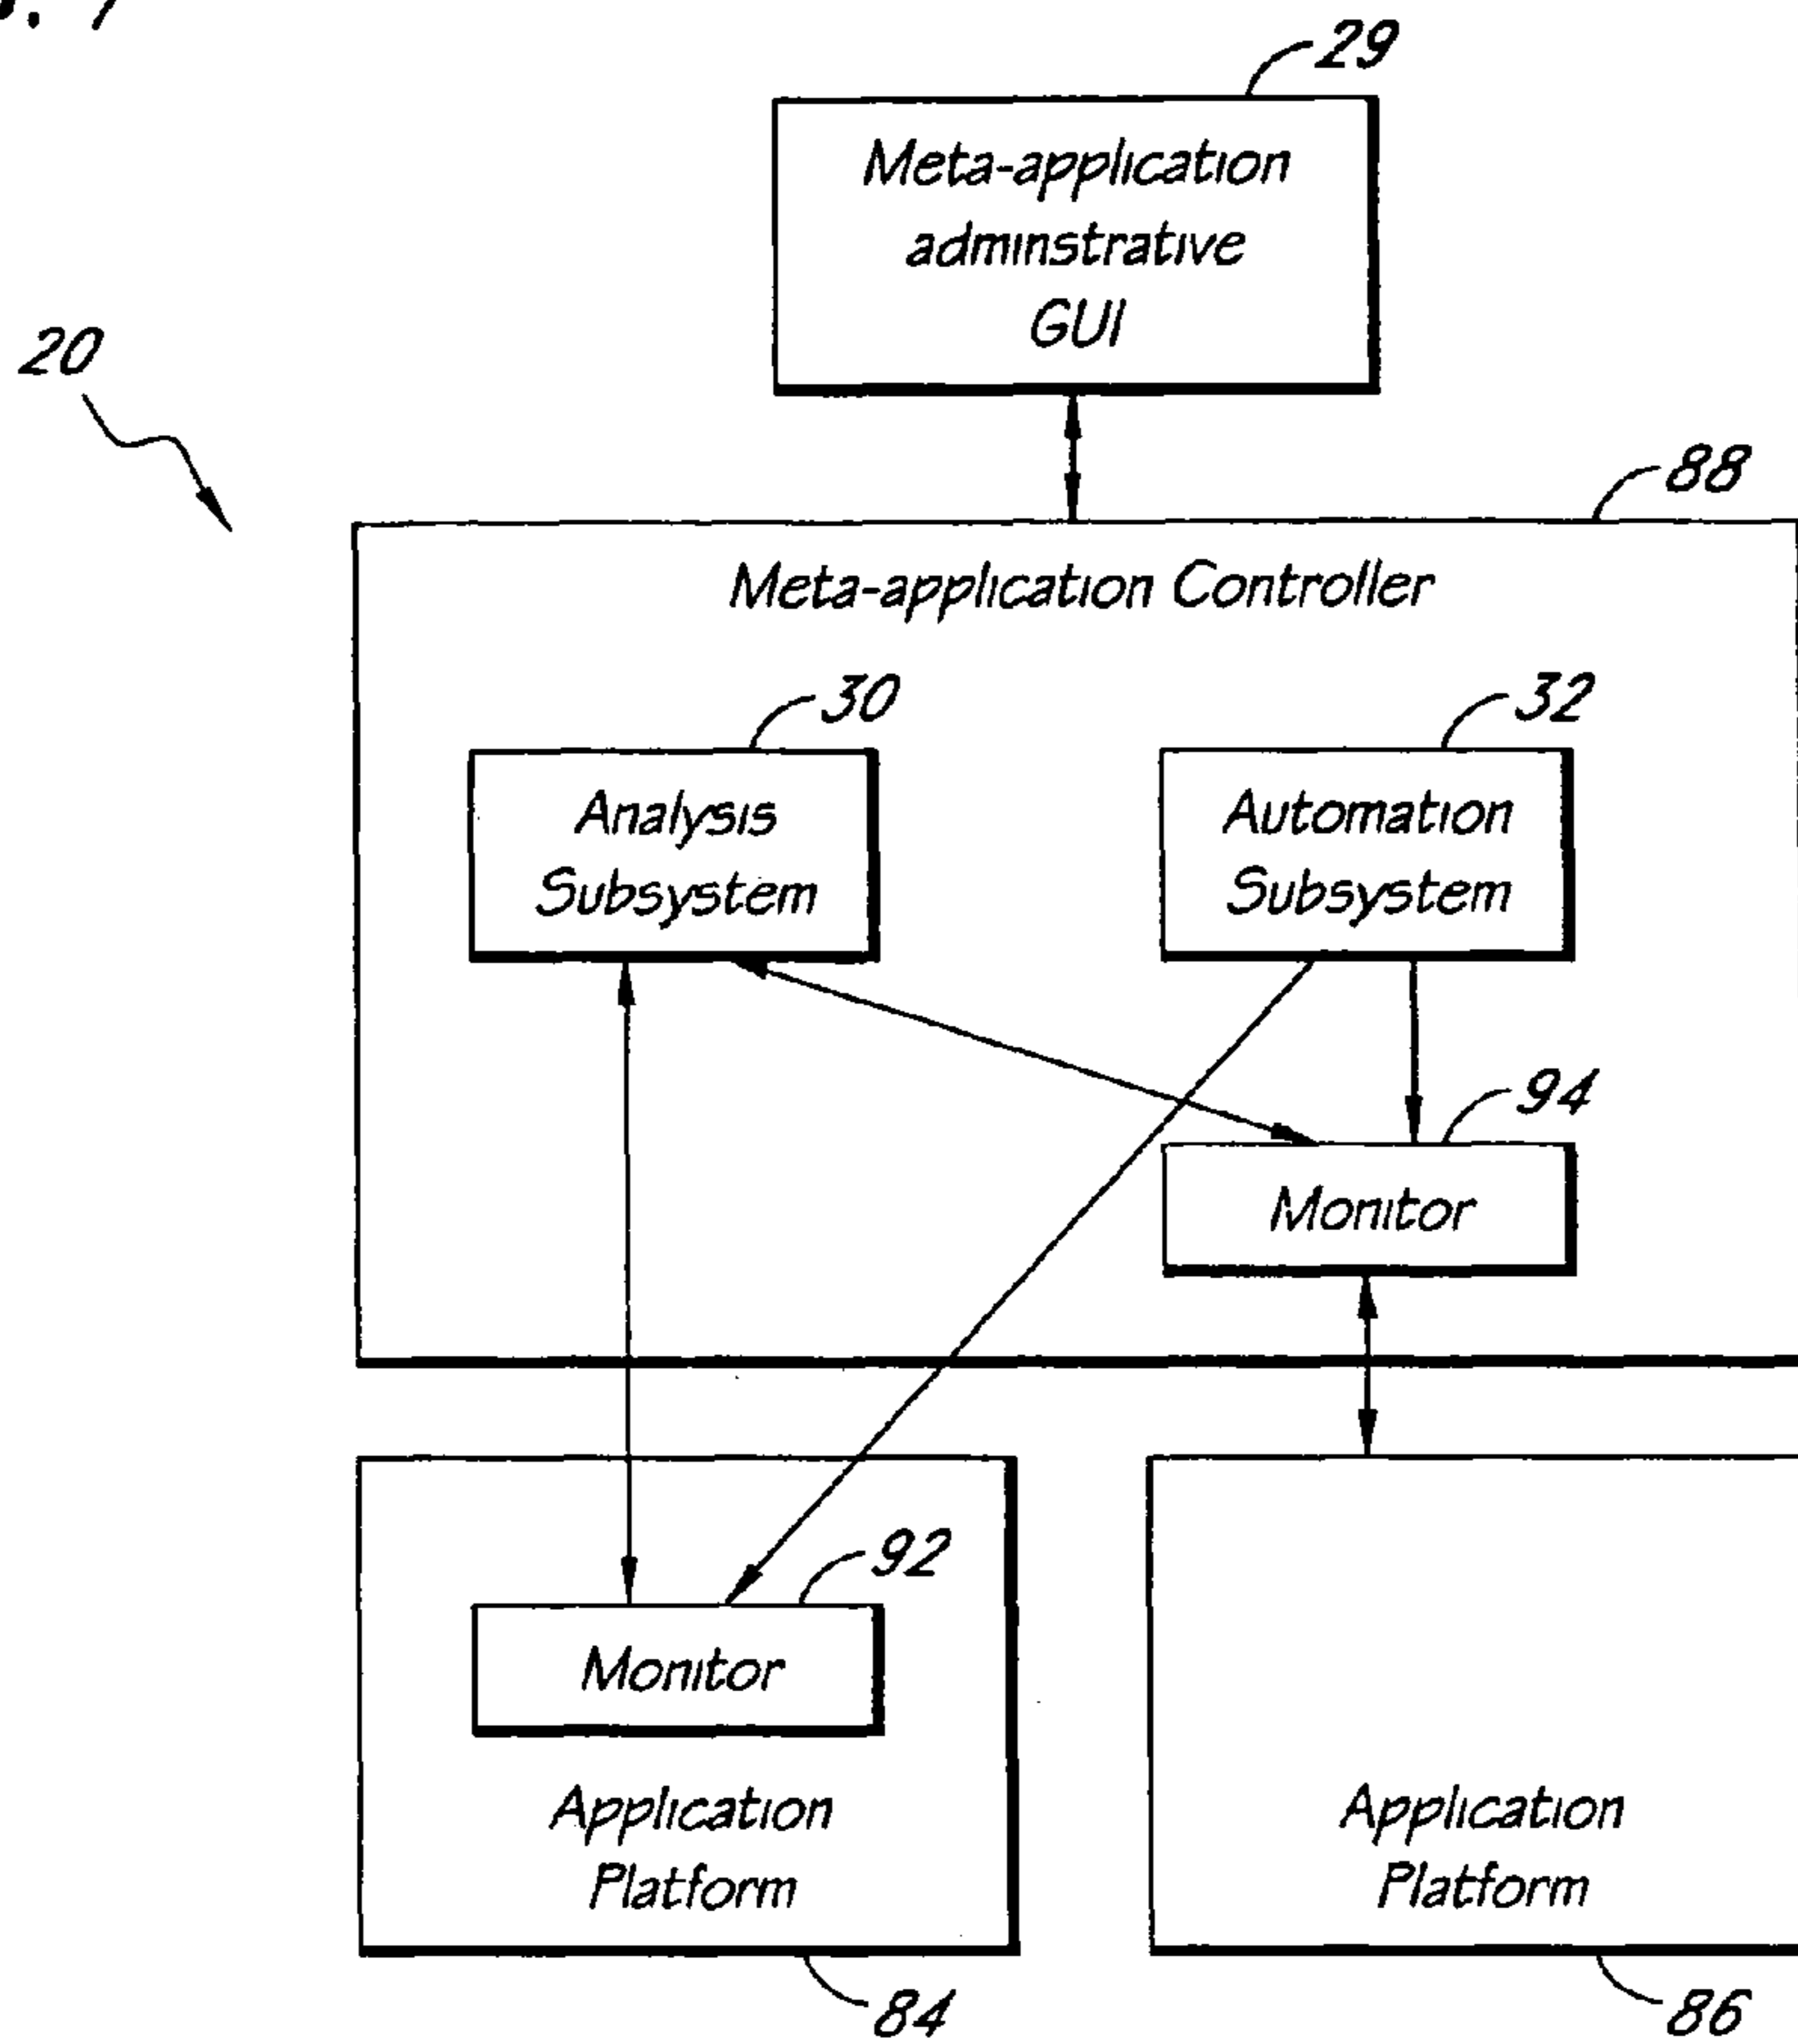 29
Meta-application
adminstrative
GUI
20
88
Meta-application Controller
30
32
Analysis
Subsystem
Automation
Subsystem
94
Monitor
92
Monitor
Application
Platform
Application
Platform
84
86